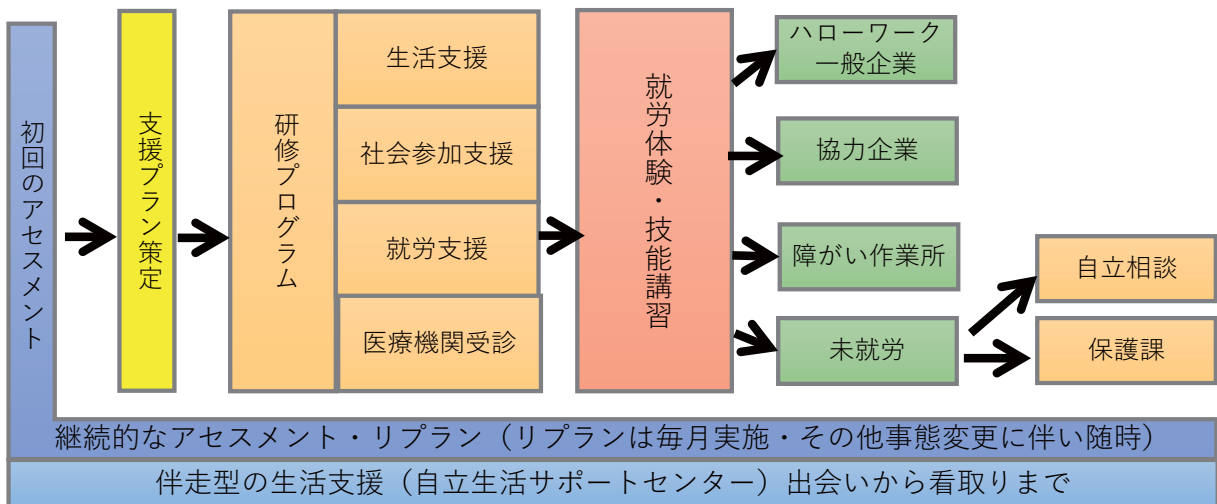 初回のアセスメント
支援プラン策定
研修プログラム
生活支援
社会参加支援
就労支援
医療機関受診
就労体験・技能講習
ハローワーク
一般企業
協力企業
障がい作業所
未就労
自立相談
保護課
継続的なアセスメント・リプラン（リプランは毎月実施・その他事態変更に伴い随時）
伴走型の生活支援（自立生活サポートセンター）出会いから看取りまで